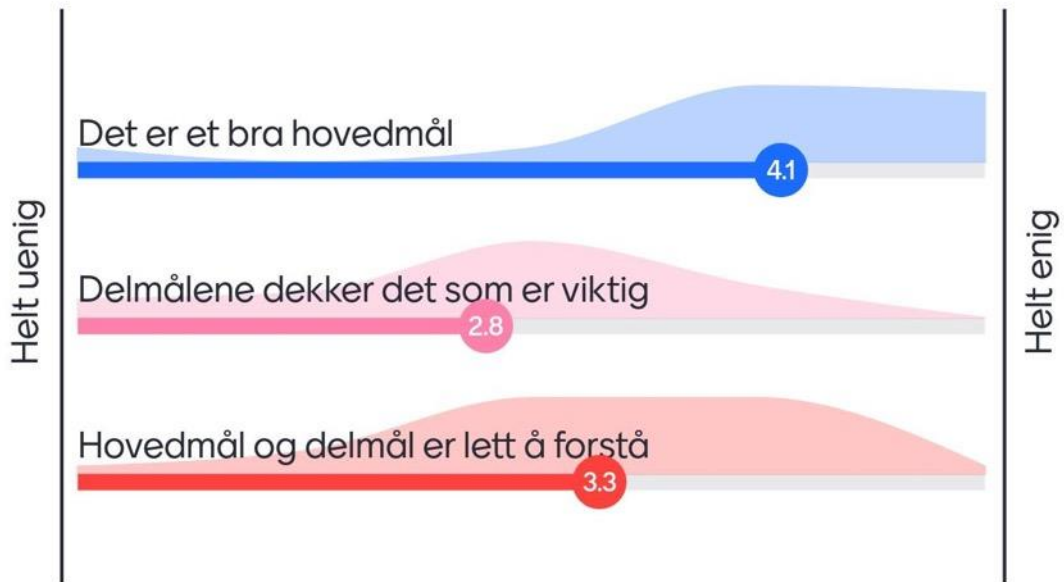 Helt uenig
Det er et bra hovedmål
4.1
Delmålene dekker det som er viktig
2.8
Hovedmål og delmål er lett å forstå
3.3
Helt enig